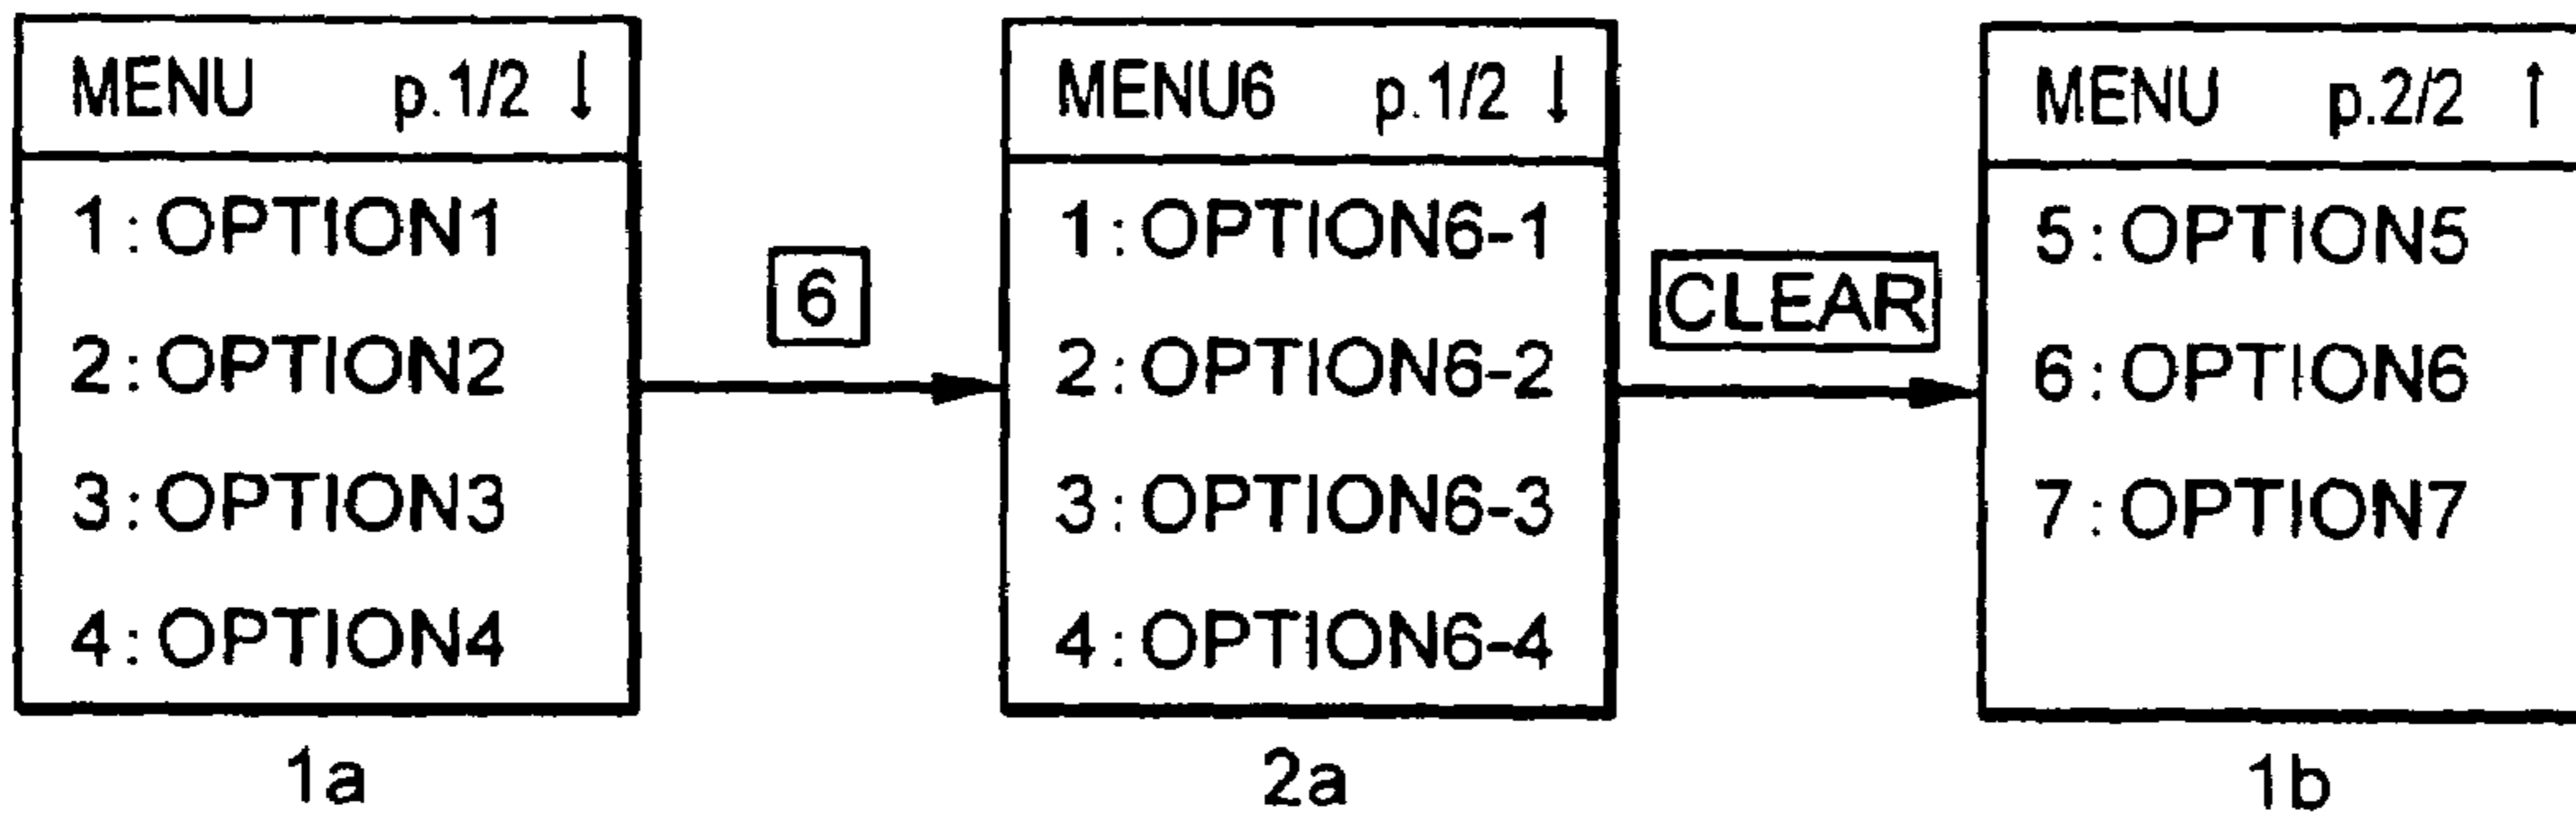 MENU p.1/2 ↓
1:OPTION1
2:OPTION2
3:OPTION3
4:OPTION4
1a
6
MENU6 p.1/2 ↓
1:OPTION6-1
2:OPTION6-2
3:OPTION6-3
4:OPTION6-4
2a
CLEAR
MENU p.2/2 ↑
5:OPTION5
6:OPTION6
7:OPTION7
1b